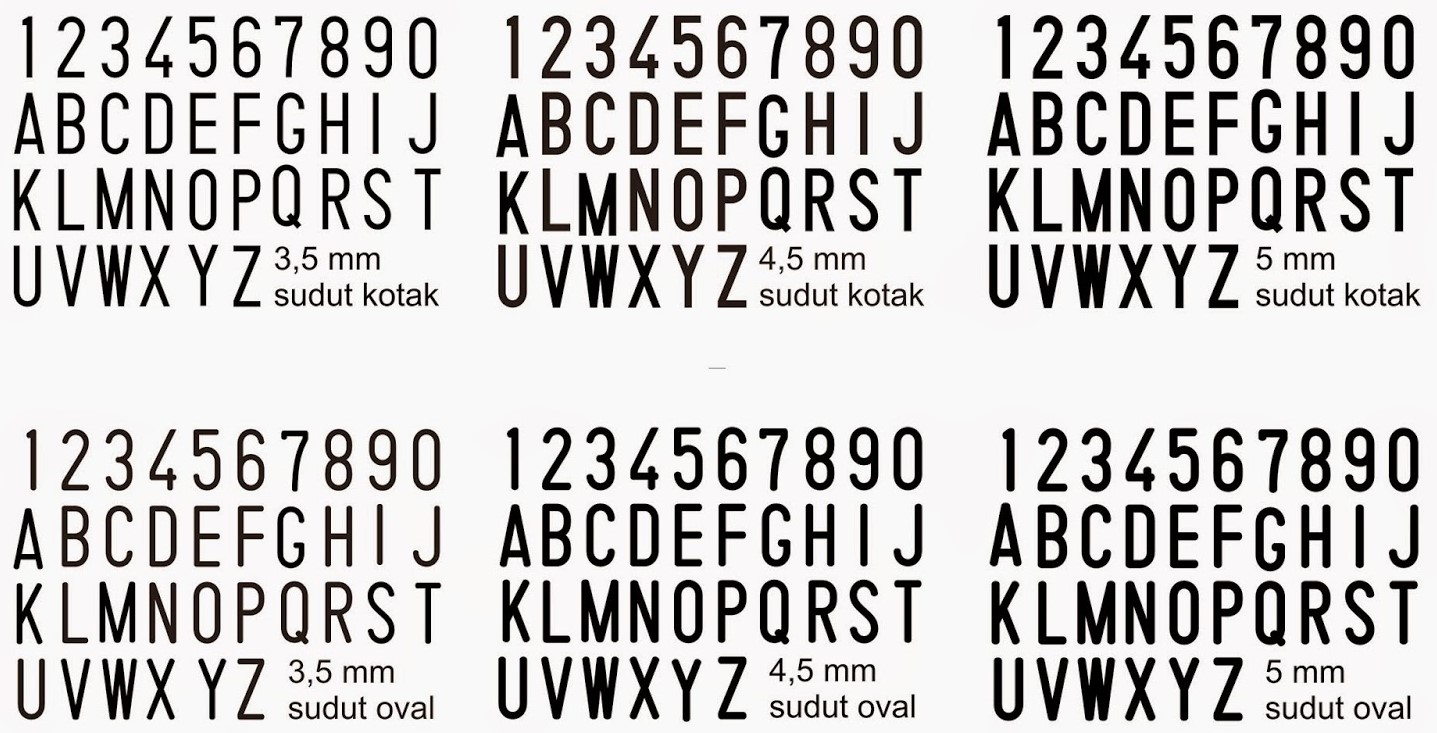 1234567890
ABCDEFGHIJ
KLMNOPQRST
UVWXYZ 3,5 mm
sudut kotak
1234567890
ABCDEFGHIJ
KLMNOPQRST
UVWXYZ 4,5 mm
sudut kotak
1234567890
ABCDEFGHIJ
KLMNOPQRST
UVWXYZ 5 mm
sudut kotak
1234567890
ABCDEFGHIJ
KLMNOPQRST
UVWXYZ 3,5 mm
sudut oval
1234567890
ABCDEFGHIJ
KLMNOPQRST
UVWXYZ 4,5 mm
sudut oval
1234567890
ABCDEFGHIJ
KLMNOPQRST
UVWXYZ 5 mm
sudut oval